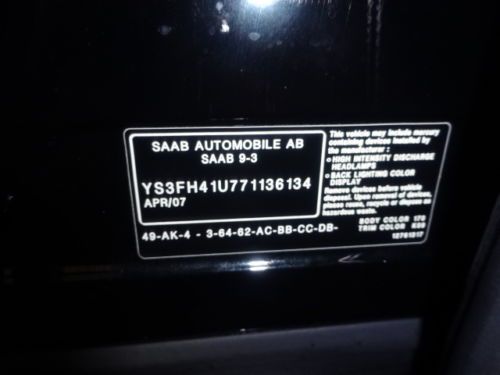 SAAB AUTOMOBILE AB
SAAB 9-3
YS3FH41U771136134
APR/07
49-AK-4 - 3-64-62-AC-BB-CC-DB-
This vehicle may include mercury
containing devices installed by
the manufacturer :
HIGH INTENSITY DISCHARGE
HEADLAMPS
BACK LIGHTING COLOR
DISPLAY
Remove devices before vehicle
disposal. Upon removal of devices,
please reuse, recycle or dispose as
hazardous waste.
BODY COLOR 170
TRIM COLOR
12761817